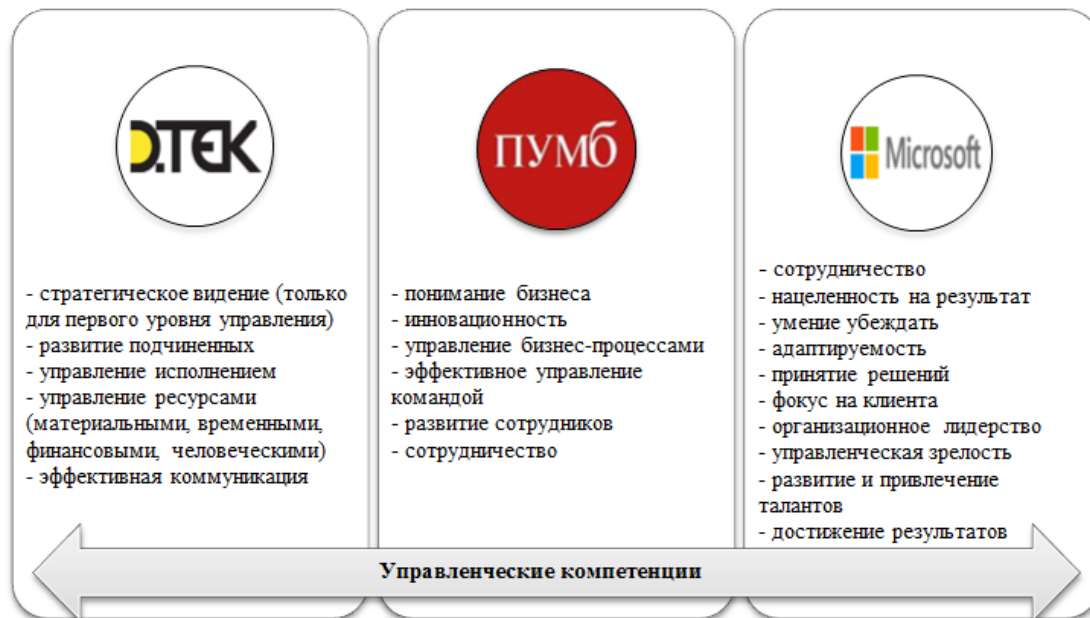 D.TEK
- стратегическое видение (только
для первого уровня управления)
- развитие подчиненных
- управление исполнением
- управление ресурсами
(материальными, временными,
финансовыми, человеческими)
- эффективная коммуникация
ПУМБ
- понимание бизнеса
- инновационность
- управление бизнес-процессами
- эффективное управление
командой
- развитие сотрудников
- сотрудничество
Microsoft
- сотрудничество
- нацеленность на результат
- умение убеждать
- адаптируемость
- принятие решений
- фокус на клиента
- организационное лидерство
- управленческая зрелость
- развитие и привлечение
талантов
- достижение результатов
Управленческие компетенции